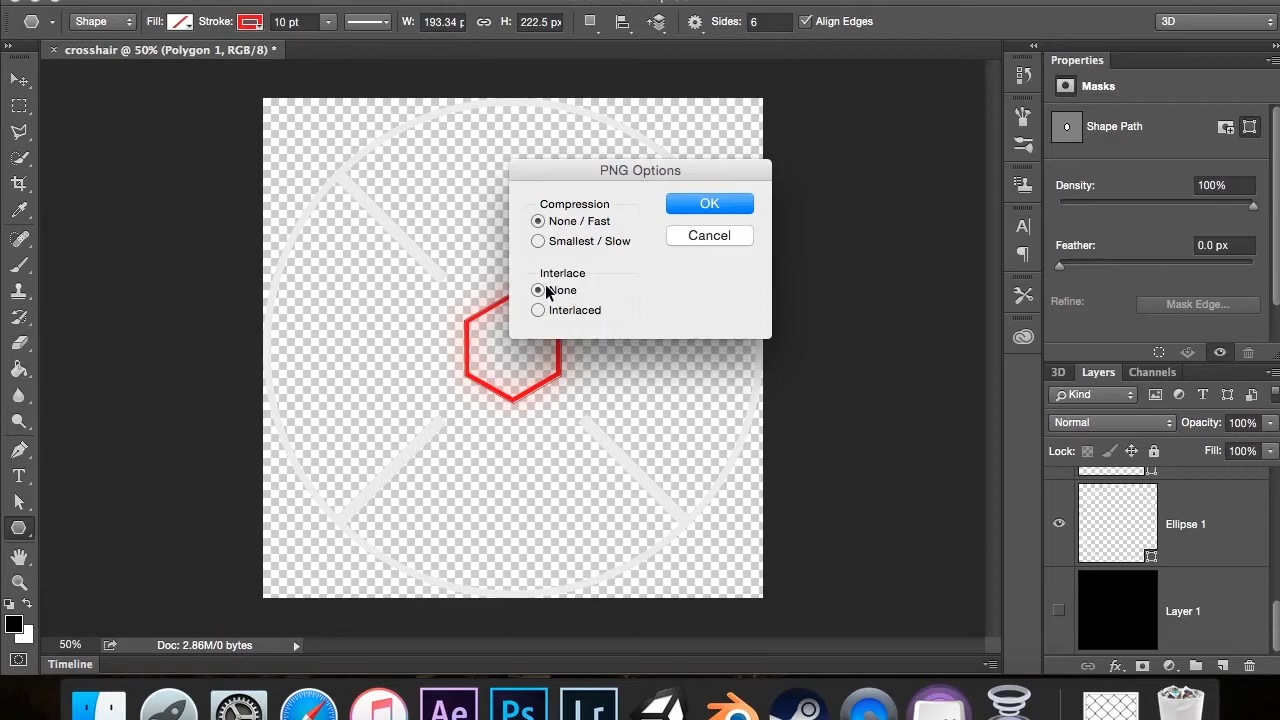 Shape Fill: Stroke: 10 pt W: 193.34 p H: 222.5 px Sides: 6 Align Edges 3D
crosshair @ 50% (Polygon 1, RGB/8) *
Properties
Masks
Shape Path
Density: 100%
Feather: 0.0 px
Refine: Mask Edge...
PNG Options
Compression
None / Fast
Smallest / Slow
Interlace
None
Interlaced
OK
Cancel
3D Layers Channels
Kind
Normal Opacity: 100%
Lock: Fill: 100%
Ellipse 1
Layer 1
50% Doc: 2.86M/0 bytes
Timeline
Ae Ps Lr